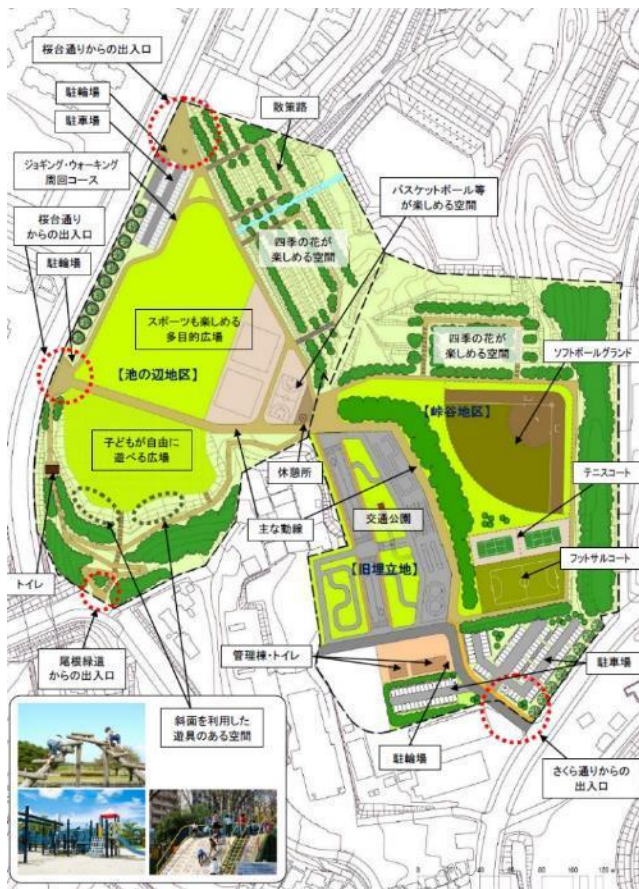 桜台通りからの出入口
駐輪場
駐車場
散策路
ジョギング・ウォーキング
周回コース
バスケットボール等
が楽しめる空間
桜台通り
からの出入口
駐輪場
四季の花が
楽しめる空間
スポーツも楽しめる
多目的広場
四季の花が
楽しめる空間
ソフトボールグランド
【池の辺地区】
【峠谷地区】
子どもが自由に
遊べる広場
休憩所
テニスコート
主な動線
交通公園
フットサルコート
【旧埋立地】
トイレ
尾根緑道
からの出入口
管理棟・トイレ
駐車場
斜面を利用した
遊具のある空間
駐輪場
さくら通りからの
出入口
0 40 60 80 100 120 m